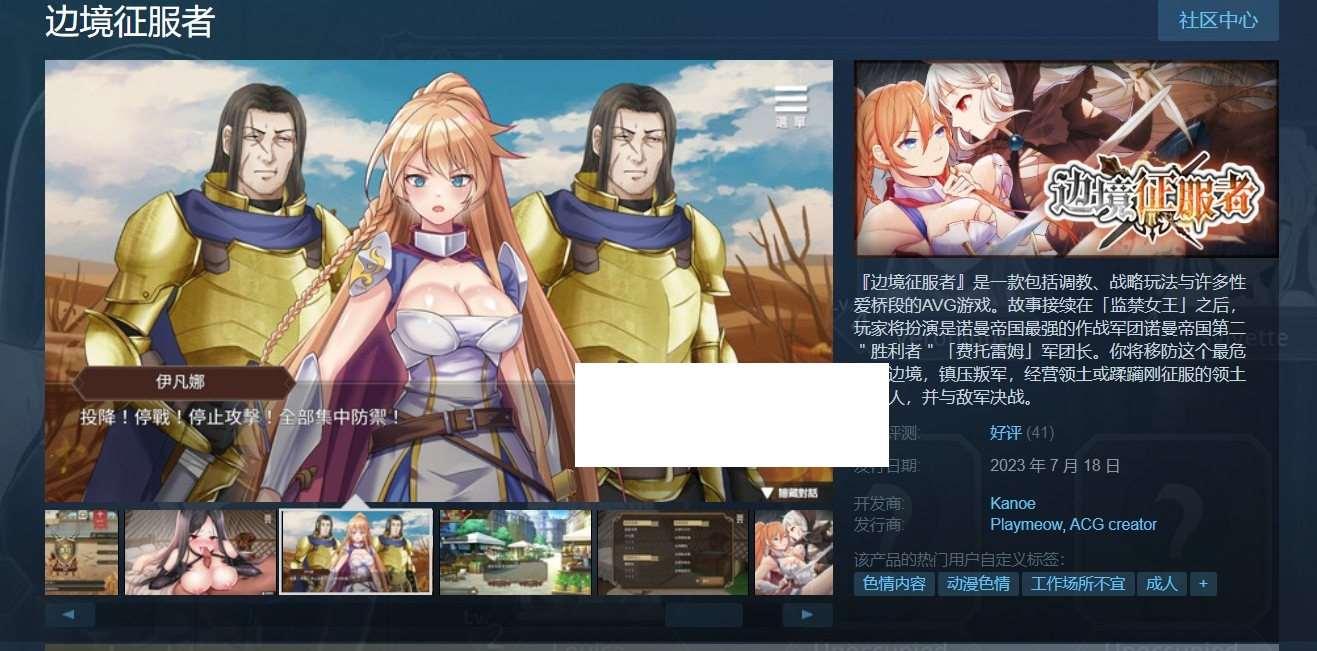 边境征服者
社区中心
選單
伊凡娜
投降！停戰！停止攻擊！全部集中防禦！
▼ 隱藏對話
边境征服者
『边境征服者』是一款包括调教、战略玩法与许多性
爱桥段的AVG游戏。故事接续在「监禁女王」之后，
玩家将扮演是诺曼帝国最强的作战军团诺曼帝国第二
＂胜利者＂「费托雷姆」军团长。你将移防这个最危
边境，镇压叛军，经营领土或蹂躏刚征服的领土
人，并与敌军决战。
评测:
好评 (41)
发行日期:
2023 年 7 月 18 日
开发商:
Kanoe
发行商:
Playmeow, ACG creator
该产品的热门用户自定义标签：
色情内容
动漫色情
工作场所不宜
成人
+